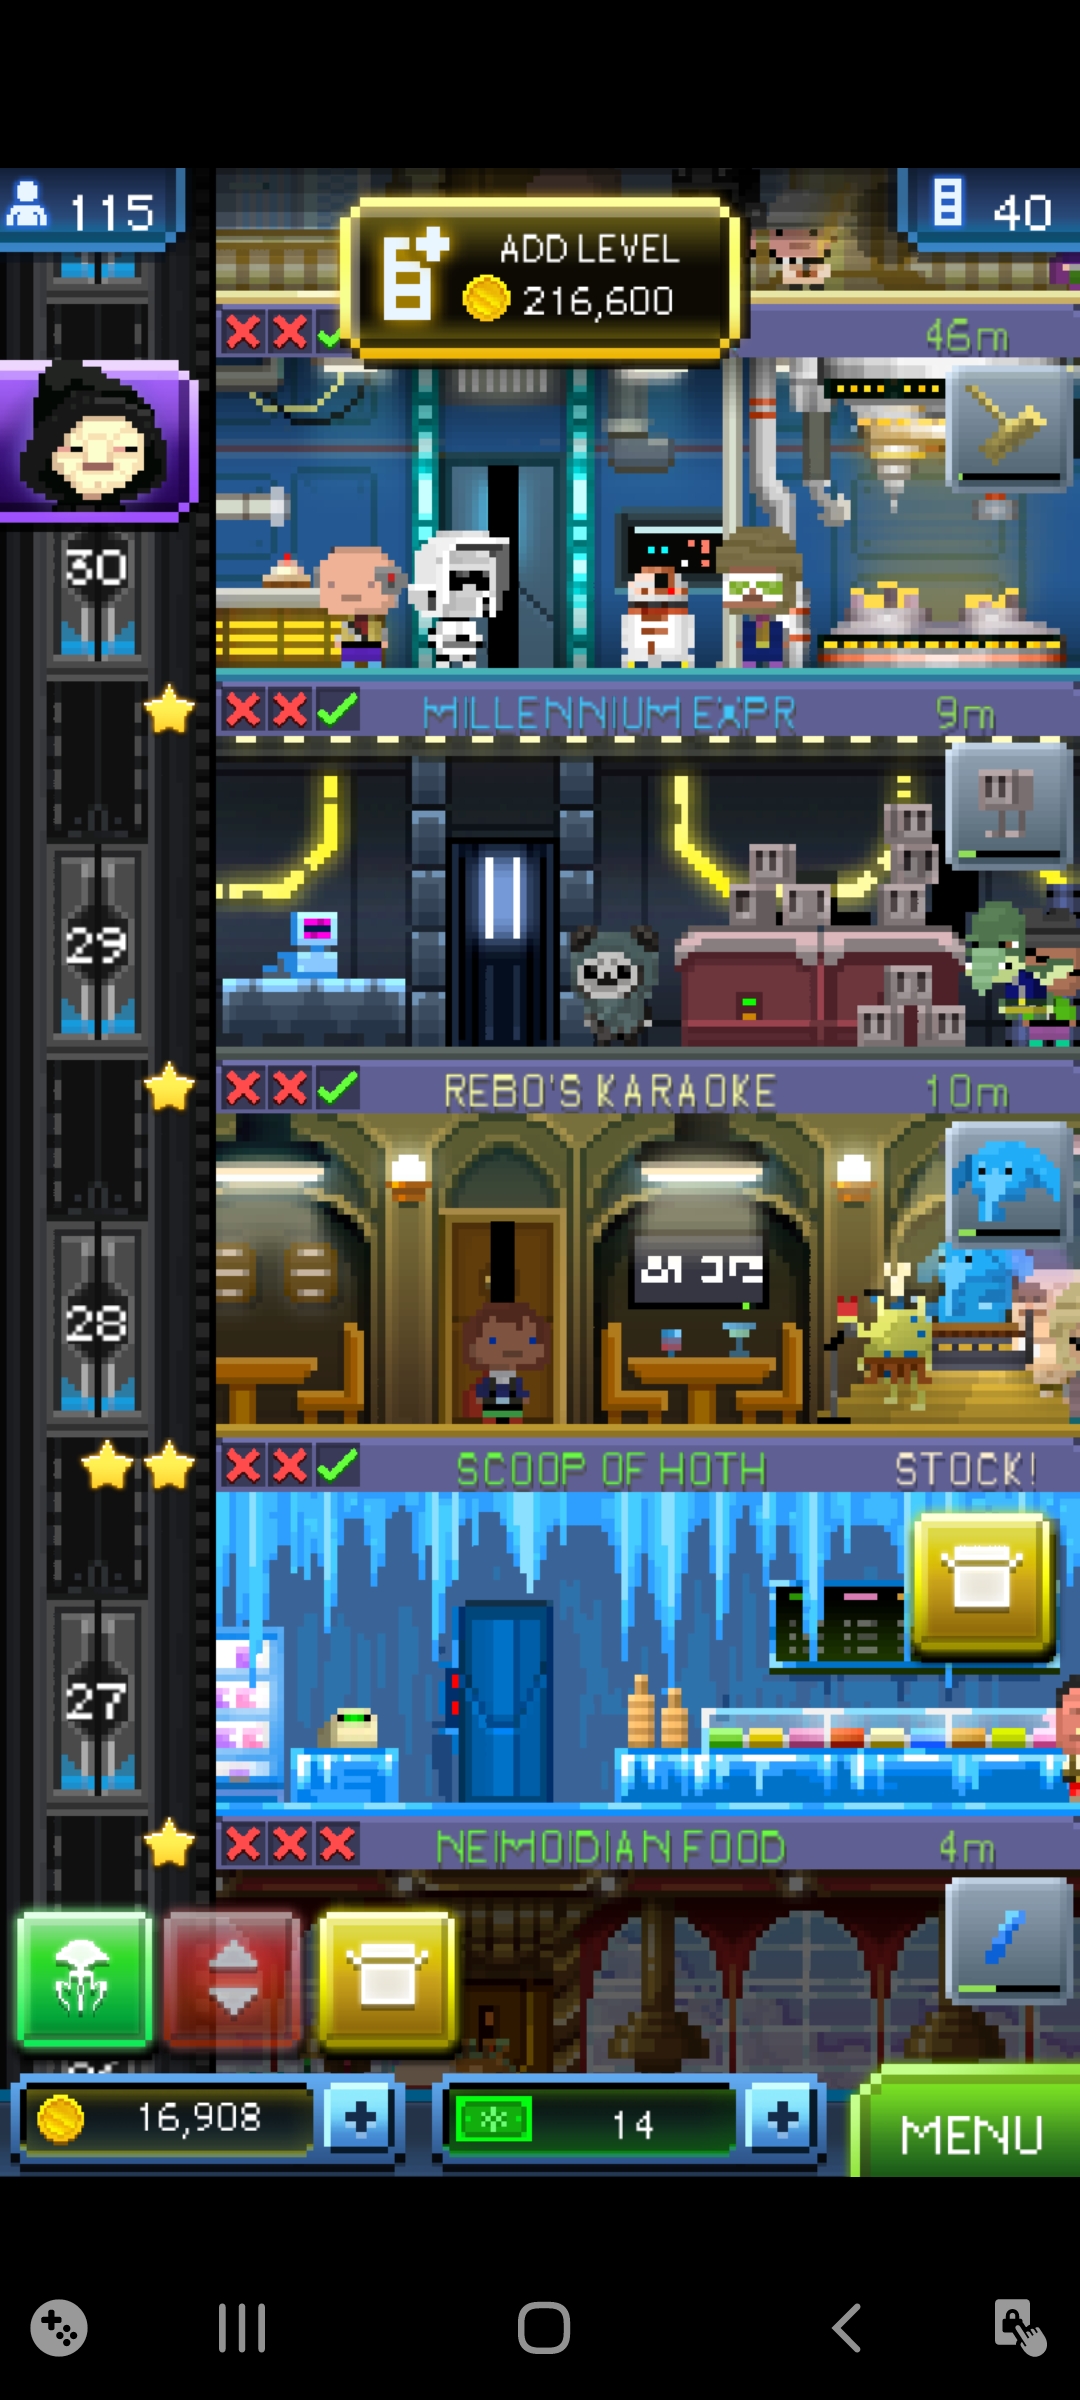 115
ADD LEVEL
216,600
40
46m
30
MILLENNIUM EXPR
9m
29
REBO'S KARAOKE
10m
28
SCOOP OF HOTH
STOCK!
27
NEIMOIDIAN FOOD
4m
16,908
14
MENU